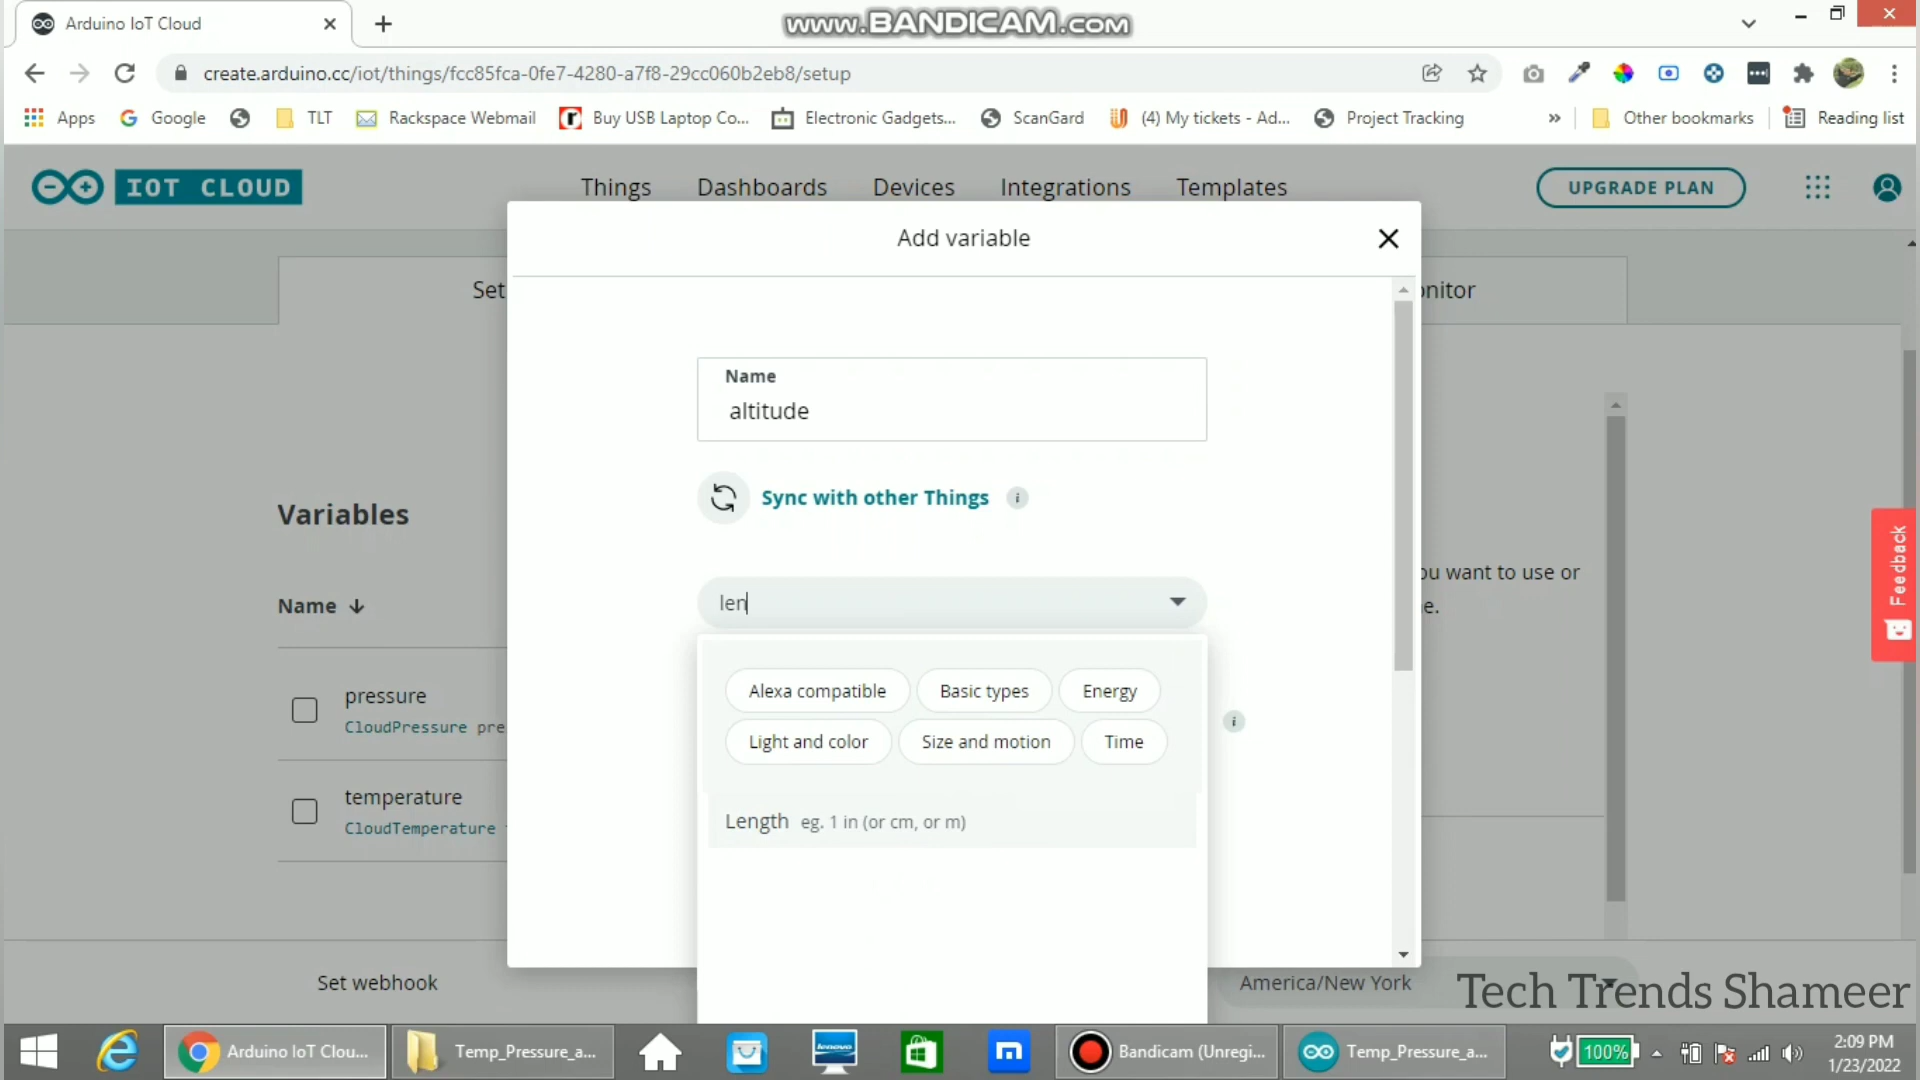 Arduino IoT Cloud
www.BANDICAM.com
create.arduino.cc/iot/things/fcc85fca-0fe7-4280-a7f8-29cc060b2eb8/setup
Apps Google TLT Rackspace Webmail Buy USB Laptop Co... Electronic Gadgets... ScanGard (4) My tickets - Ad... Project Tracking » Other bookmarks Reading list
IOT CLOUD Things Dashboards Devices Integrations Templates UPGRADE PLAN
Add variable
Set
onitor
Name
altitude
Sync with other Things i
Variables
Feedback
ou want to use or
e.
len
Name
Alexa compatible Basic types Energy
pressure
CloudPressure pre
i
Light and color Size and motion Time
temperature
CloudTemperature
Length eg. 1 in (or cm, or m)
Set webhook
America/New York
Tech Trends Shameer
Arduino IoT Clou... Temp_Pressure_a... lenovo m Bandicam (Unregi... Temp_Pressure_a... 100% 2:09 PM
1/23/2022